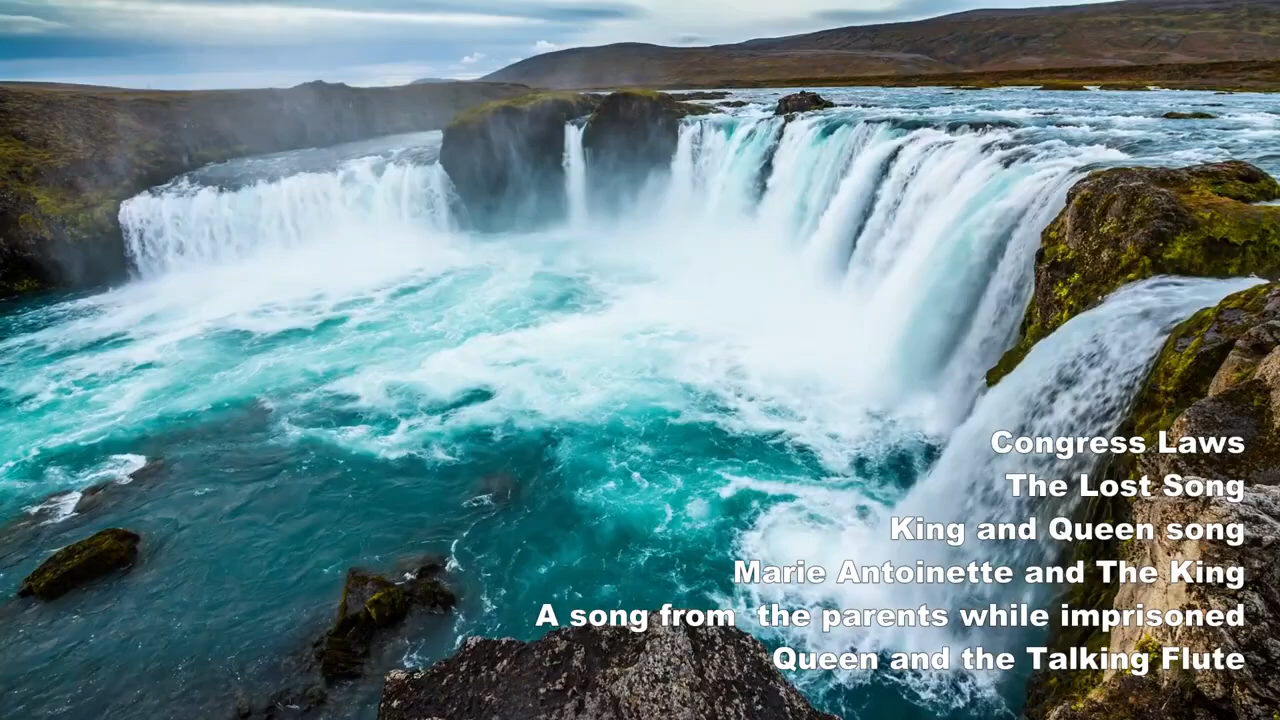 Congress Laws
The Lost Song
King and Queen song
Marie Antoinette and The King
A song from  the parents while imprisoned
Queen and the Talking Flute